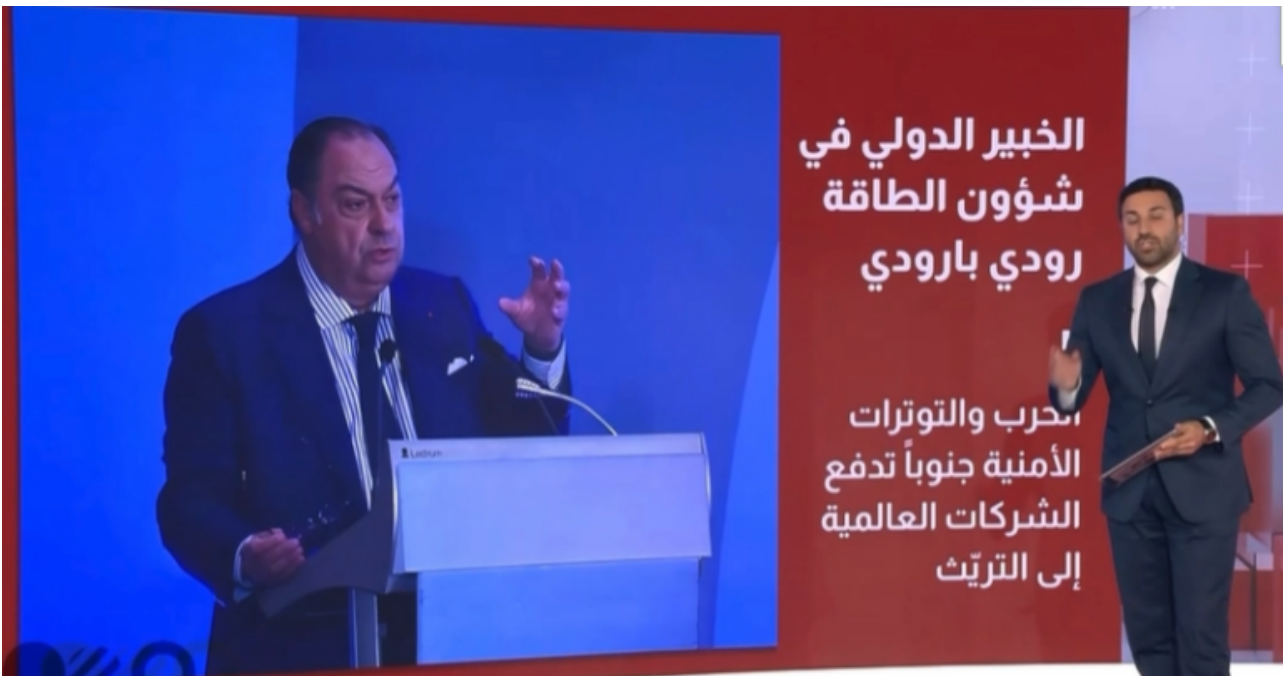 الخبير الدولي في
شؤون الطاقة
رودي بارودي
الحرب والتوترات
الأمنية جنوباً تدفع
الشركات العالمية
إلى التريّث